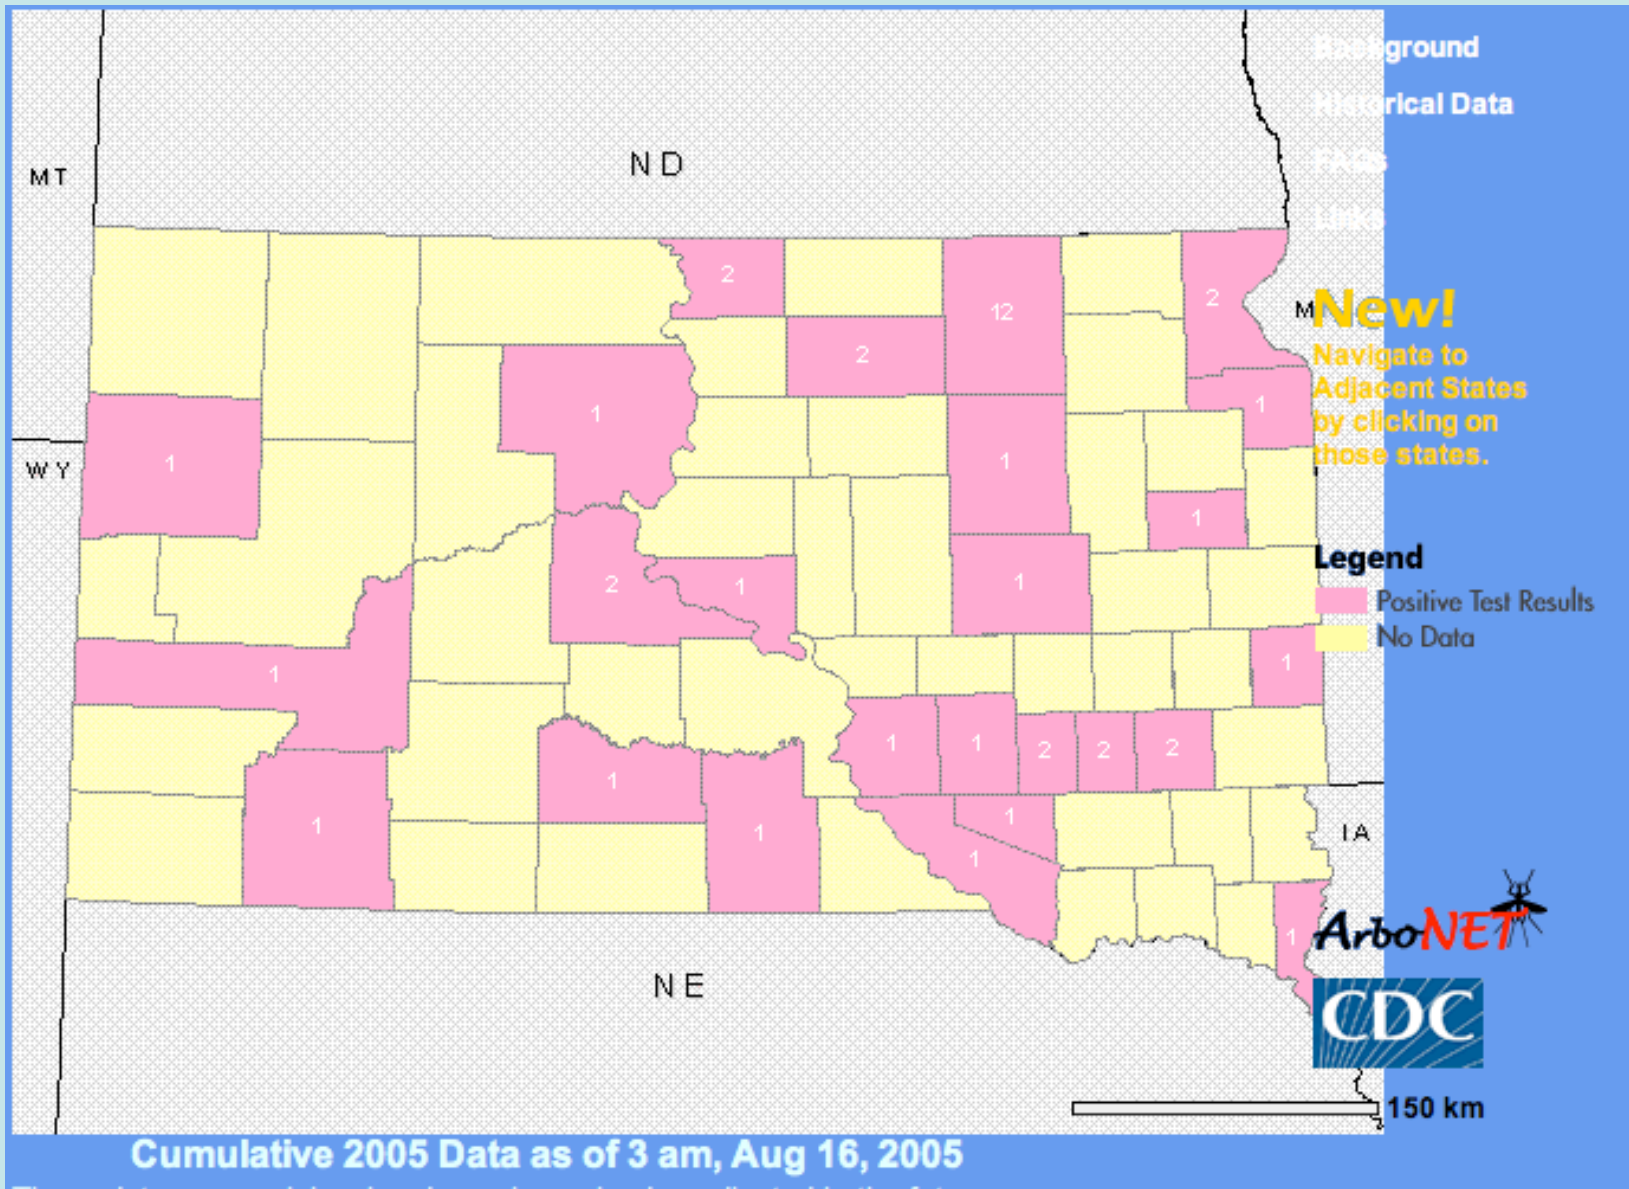 Background
Historical Data
FAQs
Links
MT
ND
M
New!
Navigate to
Adjacent States
by clicking on
those states.
WY
2
12
2
2
1
1
1
1
1
1
2
1
1
1
1
1
1
2
2
2
1
1
1
1
1
1
Legend
Positive Test Results
No Data
IA
NE
ArboNET
CDC
150 km
Cumulative 2005 Data as of 3 am, Aug 16, 2005